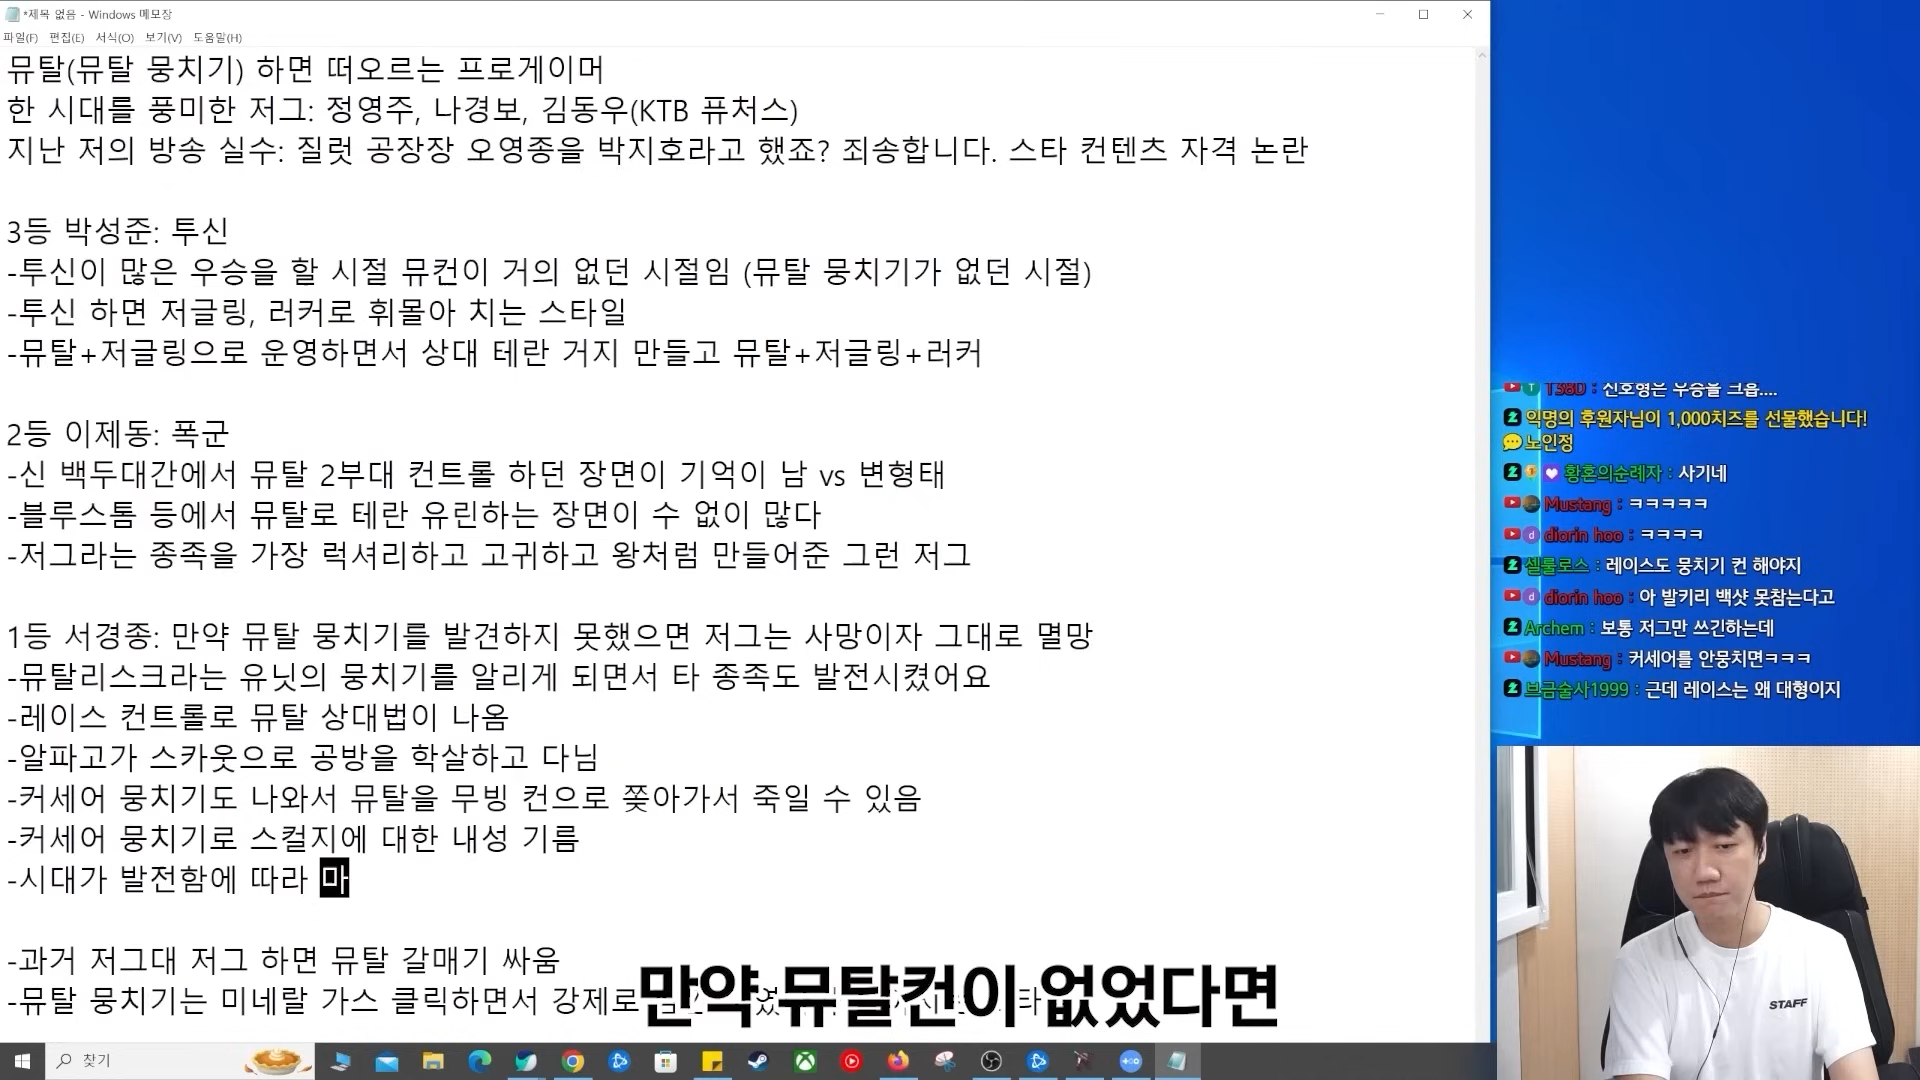 *제목 없음 - Windows 메모장
파일(F) 편집(E) 서식(O) 보기(V) 도움말(H)
뮤탈(뮤탈 뭉치기) 하면 떠오르는 프로게이머
한 시대를 풍미한 저그: 정영주, 나경보, 김동우(KTB 퓨처스)
지난 저의 방송 실수: 질럿 공장장 오영종을 박지호라고 했죠? 죄송합니다. 스타 컨텐츠 자격 논란
3등 박성준: 투신
-투신이 많은 우승을 할 시절 뮤컨이 거의 없던 시절임 (뮤탈 뭉치기가 없던 시절)
-투신 하면 저글링, 러커로 휘몰아 치는 스타일
-뮤탈+저글링으로 운영하면서 상대 테란 거지 만들고 뮤탈+저글링+러커
2등 이제동: 폭군
-신 백두대간에서 뮤탈 2부대 컨트롤 하던 장면이 기억이 남 vs 변형태
-블루스톰 등에서 뮤탈로 테란 유린하는 장면이 수 없이 많다
-저그라는 종족을 가장 럭셔리하고 고귀하고 왕처럼 만들어준 그런 저그
1등 서경종: 만약 뮤탈 뭉치기를 발견하지 못했으면 저그는 사망이자 그대로 멸망
-뮤탈리스크라는 유닛의 뭉치기를 알리게 되면서 타 종족도 발전시켰어요
-레이스 컨트롤로 뮤탈 상대법이 나옴
-알파고가 스카웃으로 공방을 학살하고 다님
-커세어 뭉치기도 나와서 뮤탈을 무빙 컨으로 쫒아가서 죽일 수 있음
-커세어 뭉치기로 스컬지에 대한 내성 기름
-시대가 발전함에 따라 마
-과거 저그대 저그 하면 뮤탈 갈매기 싸움
-뮤탈 뭉치기는 미네랄 가스 클릭하면서 강제로
만약 뮤탈컨이 없었다면
T38D : 신호형은 우승을 크흡....
익명의 후원자님이 1,000치즈를 선물했습니다!
노인정
황혼의순례자 : 사기네
Mustang : ㅋㅋㅋㅋㅋ
diorin hoo : ㅋㅋㅋㅋ
셀룰로스 : 레이스도 뭉치기 컨 해야지
diorin hoo : 아 발키리 백샷 못참는다고
Archem : 보통 저그만 쓰긴하는데
Mustang : 커세어를 안뭉치면ㅋㅋㅋ
브금술사1999 : 근데 레이스는 왜 대형이지
STAFF
찾기